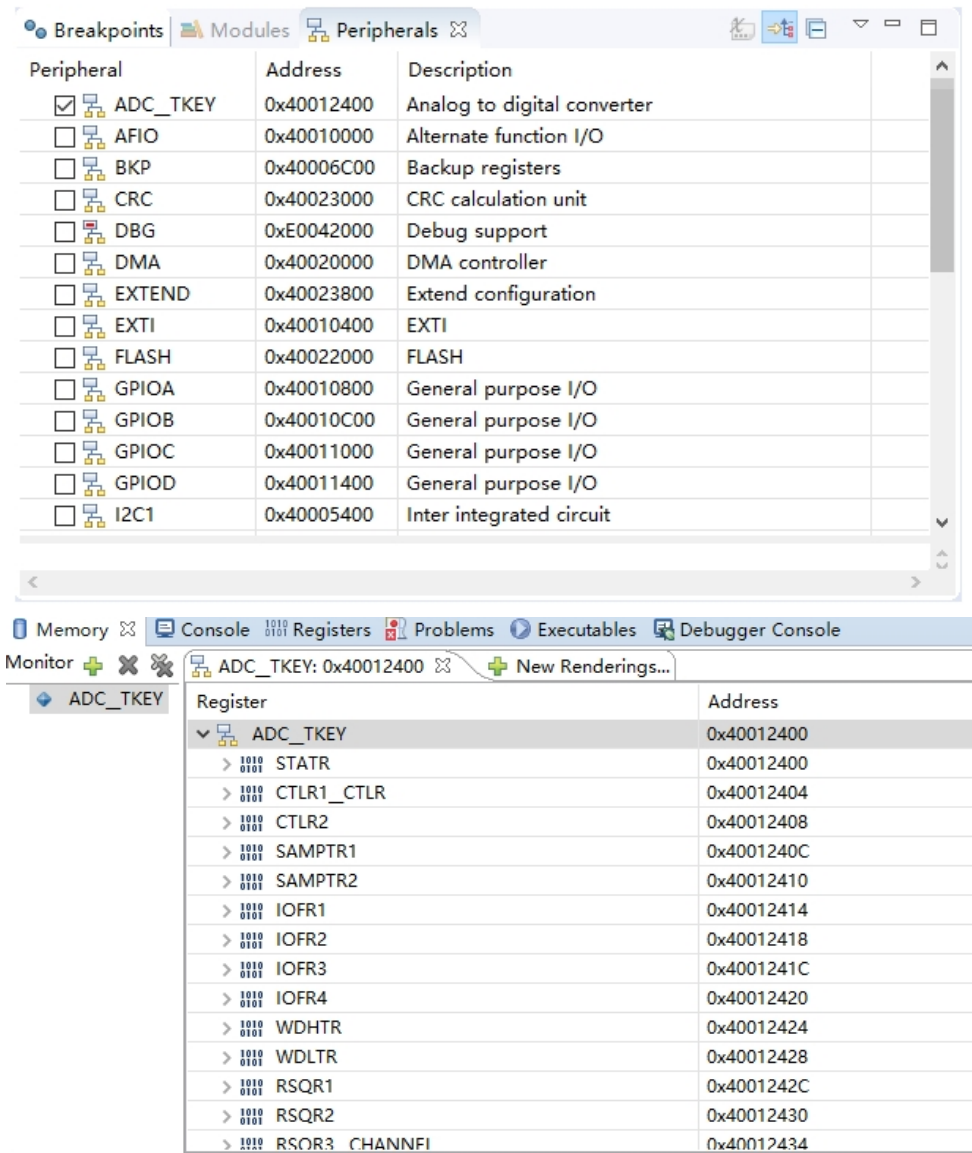 Breakpoints Modules Peripherals
Peripheral Address Description
ADC_TKEY 0x40012400 Analog to digital converter
AFIO 0x40010000 Alternate function I/O
BKP 0x40006C00 Backup registers
CRC 0x40023000 CRC calculation unit
DBG 0xE0042000 Debug support
DMA 0x40020000 DMA controller
EXTEND 0x40023800 Extend configuration
EXTI 0x40010400 EXTI
FLASH 0x40022000 FLASH
GPIOA 0x40010800 General purpose I/O
GPIOB 0x40010C00 General purpose I/O
GPIOC 0x40011000 General purpose I/O
GPIOD 0x40011400 General purpose I/O
I2C1 0x40005400 Inter integrated circuit
Memory Console Registers Problems Executables Debugger Console
Monitor ADC_TKEY: 0x40012400 New Renderings...
ADC_TKEY Register Address
ADC_TKEY 0x40012400
STATR 0x40012400
CTLR1_CTLR 0x40012404
CTLR2 0x40012408
SAMPTR1 0x4001240C
SAMPTR2 0x40012410
IOFR1 0x40012414
IOFR2 0x40012418
IOFR3 0x4001241C
IOFR4 0x40012420
WDHTR 0x40012424
WDLTR 0x40012428
RSQR1 0x4001242C
RSQR2 0x40012430
RSQR3_CHANNEL 0x40012434